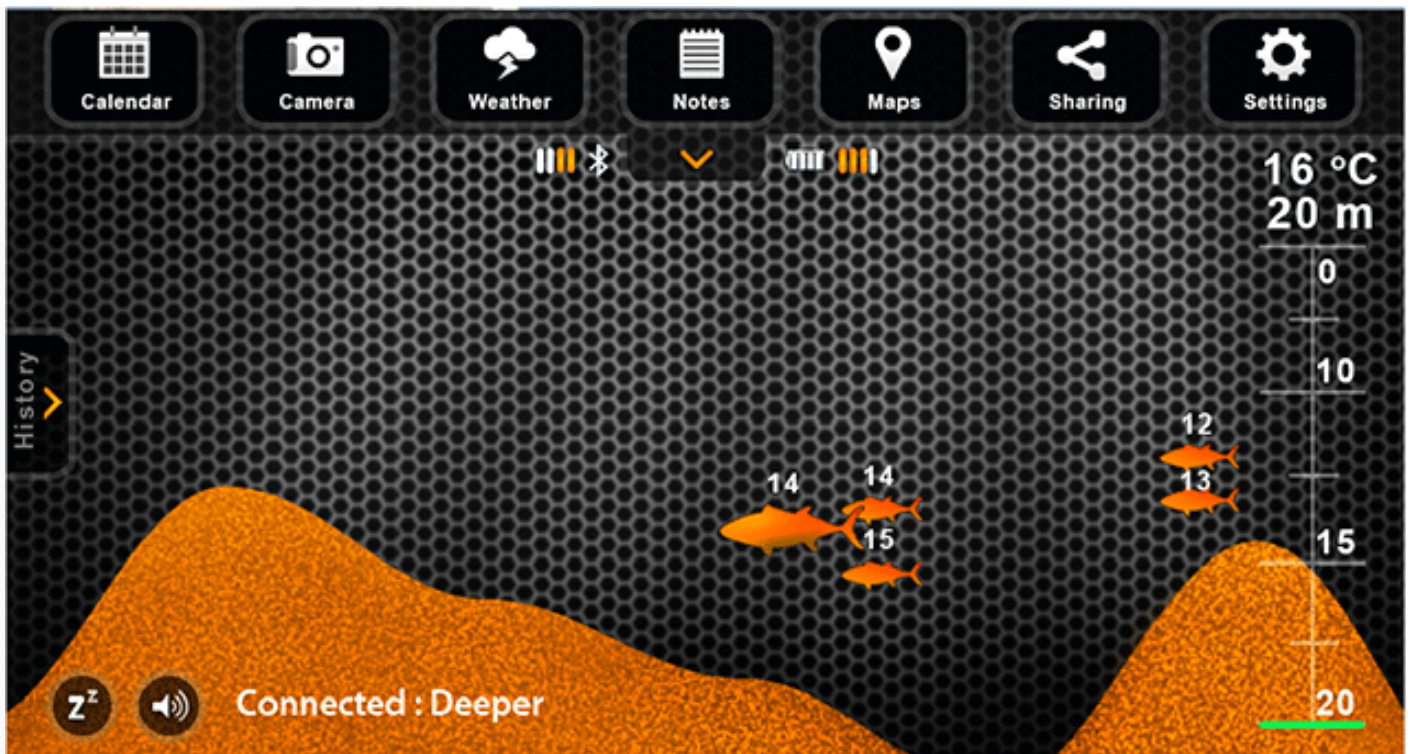 Calendar
Camera
Weather
Notes
Maps
Sharing
Settings
16 °C
20 m
0
10
History
12
13
14
14
15
15
20
Zz
Connected : Deeper